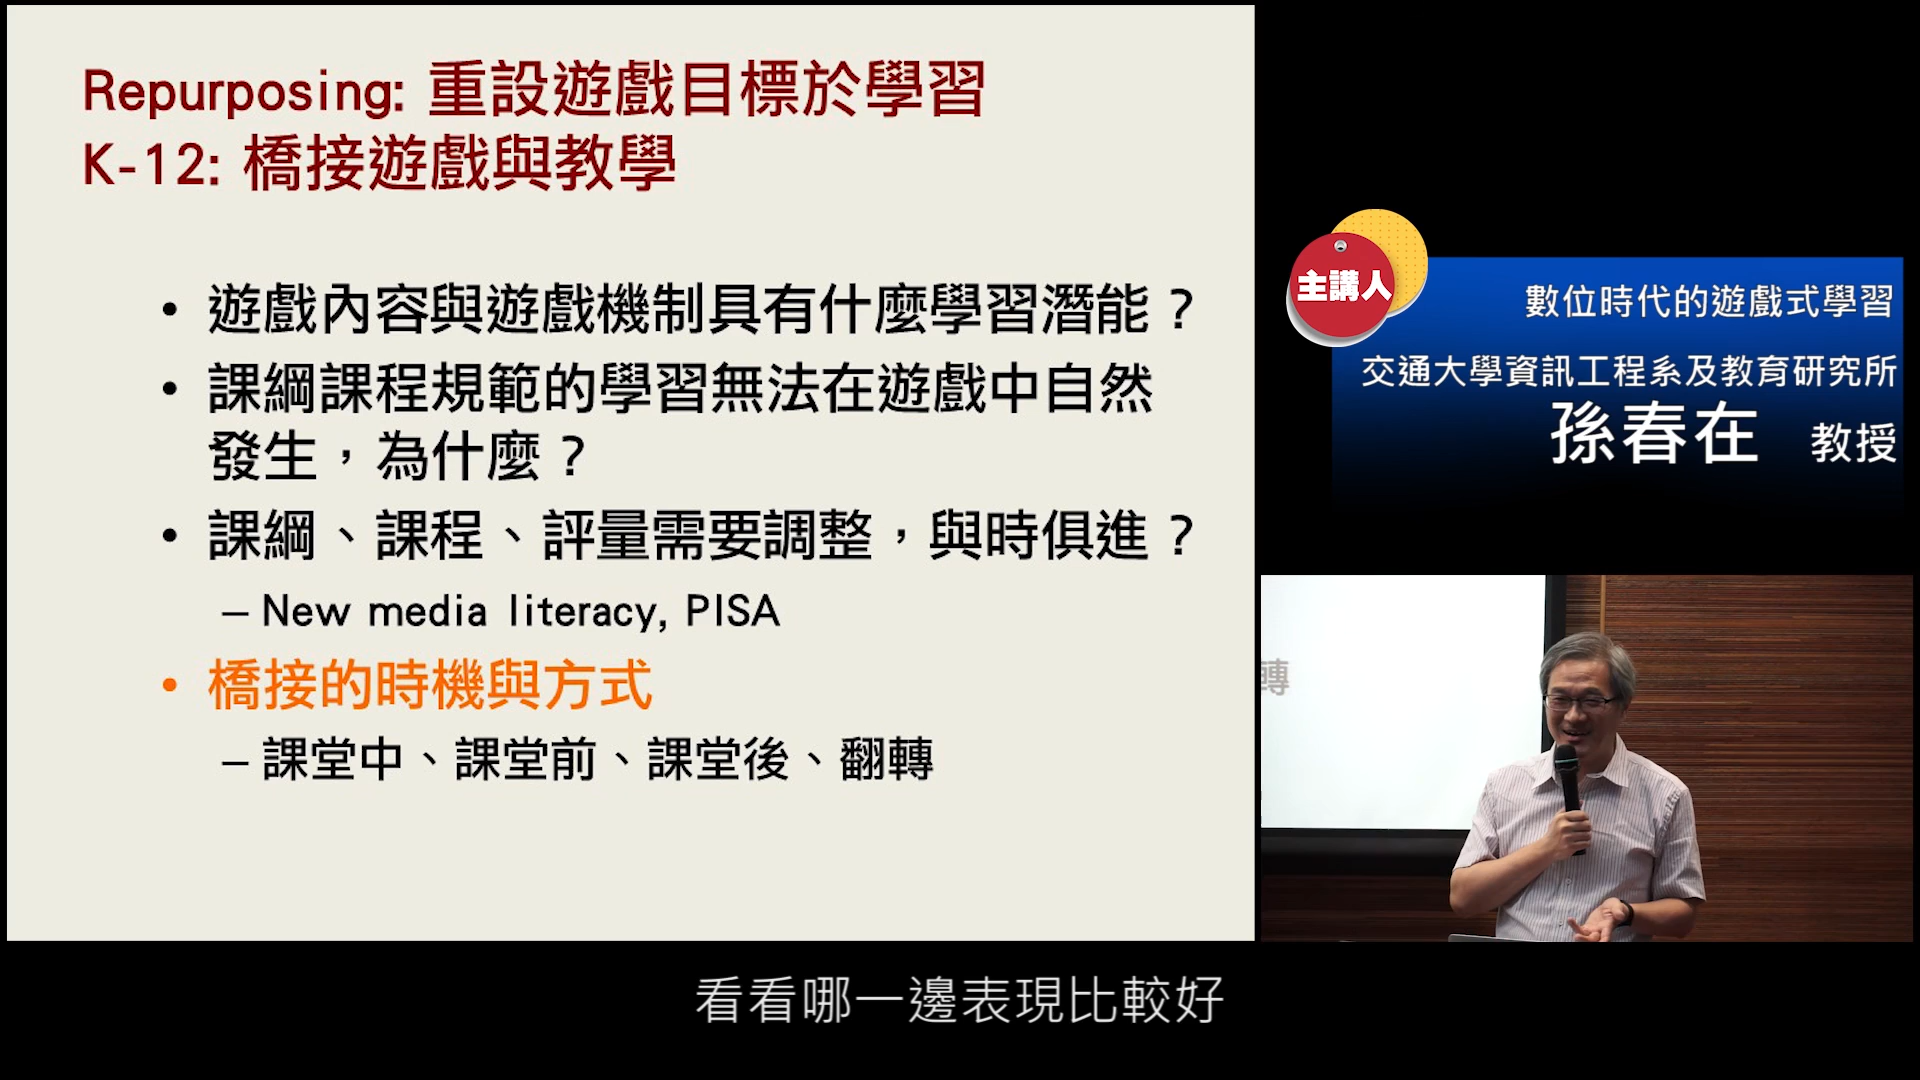 Repurposing: 重設遊戲目標於學習
K-12: 橋接遊戲與教學
• 遊戲內容與遊戲機制具有什麼學習潛能？
• 課綱課程規範的學習無法在遊戲中自然
發生，為什麼？
• 課綱、課程、評量需要調整，與時俱進？
– New media literacy, PISA
• 橋接的時機與方式
– 課堂中、課堂前、課堂後、翻轉
主講人
數位時代的遊戲式學習
交通大學資訊工程系及教育研究所
孫春在 教授
轉
看看哪一邊表現比較好